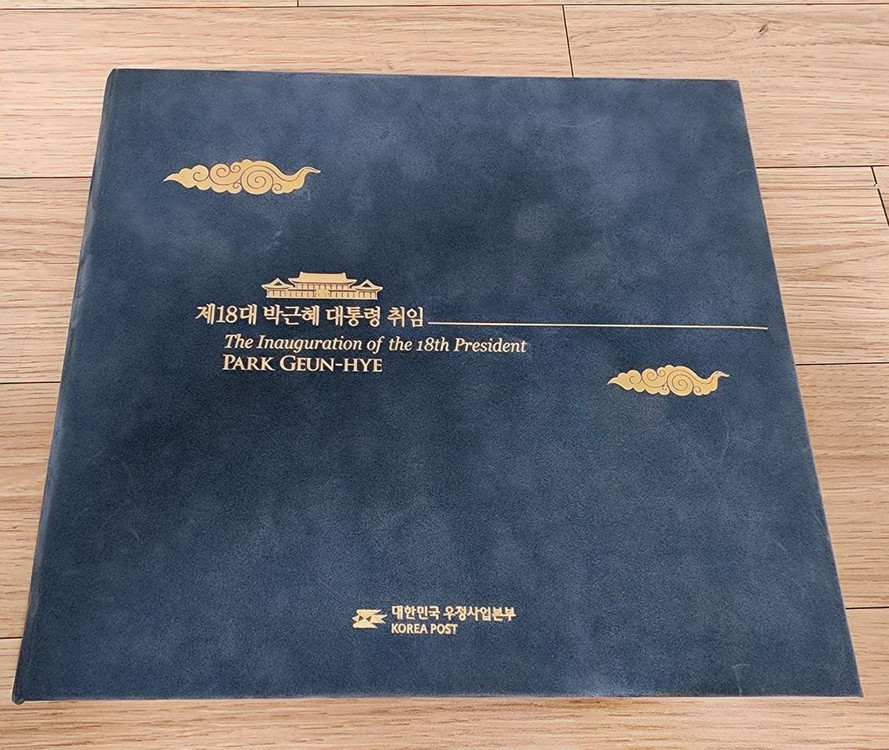 제18대 박근혜 대통령 취임
The Inauguration of the 18th President
PARK GEUN-HYE
대한민국 우정사업본부
KOREA POST